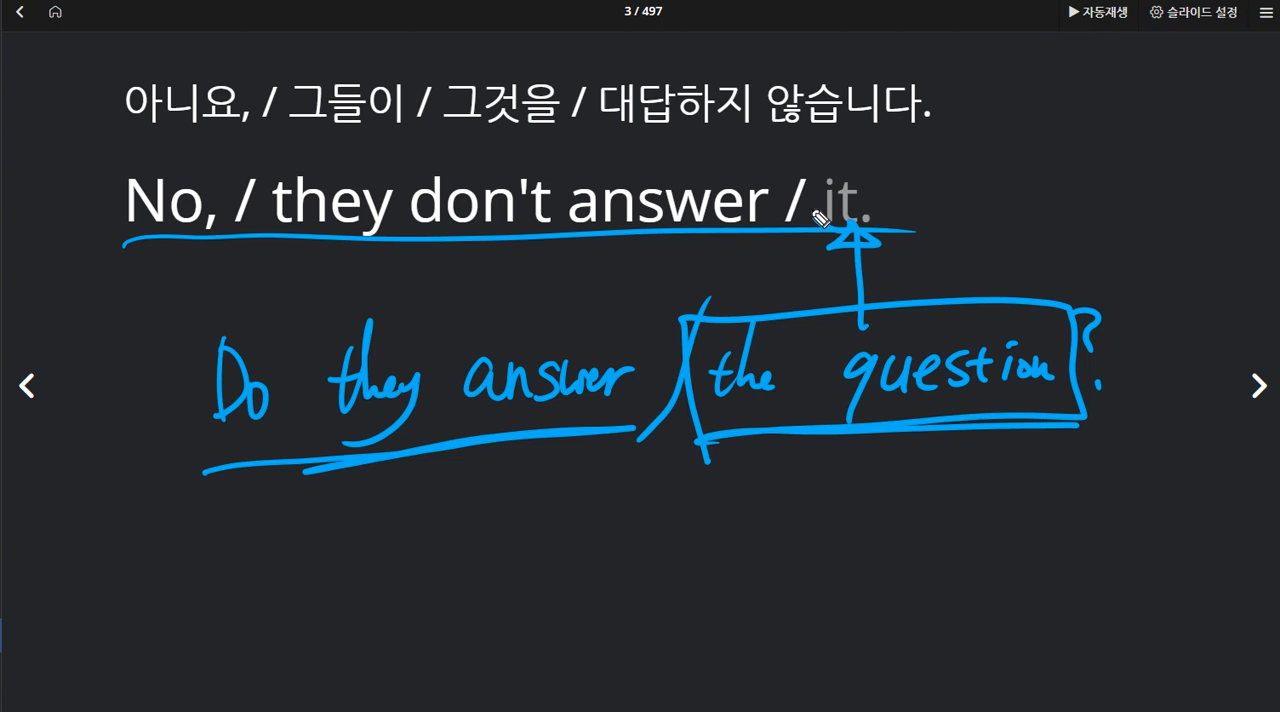 3 / 497
▶ 자동재생
슬라이드 설정
아니요, / 그들이 / 그것을 / 대답하지 않습니다.
No, / they don't answer / it.
Do they answer / the question?